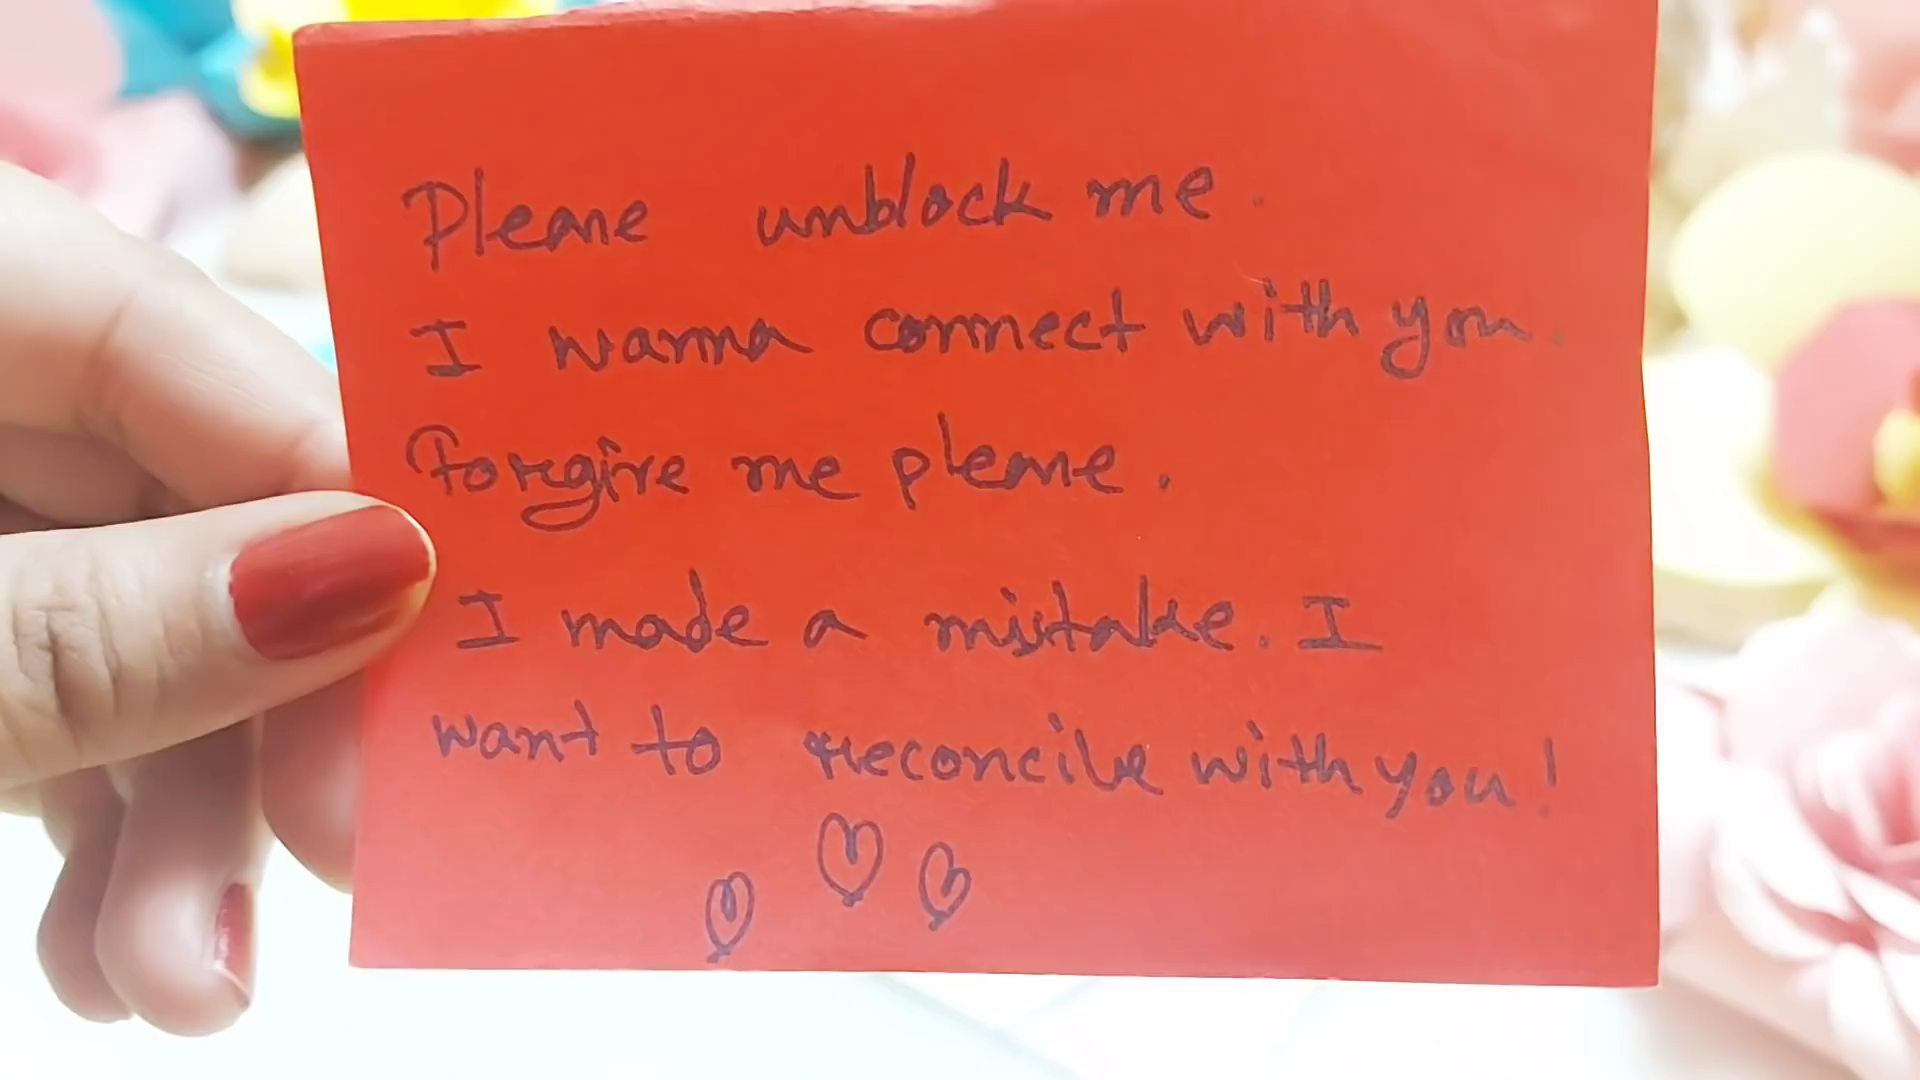 Please unblock me.
I wanna connect with you.
Forgive me please.
I made a mistake. I
want to reconcile with you!